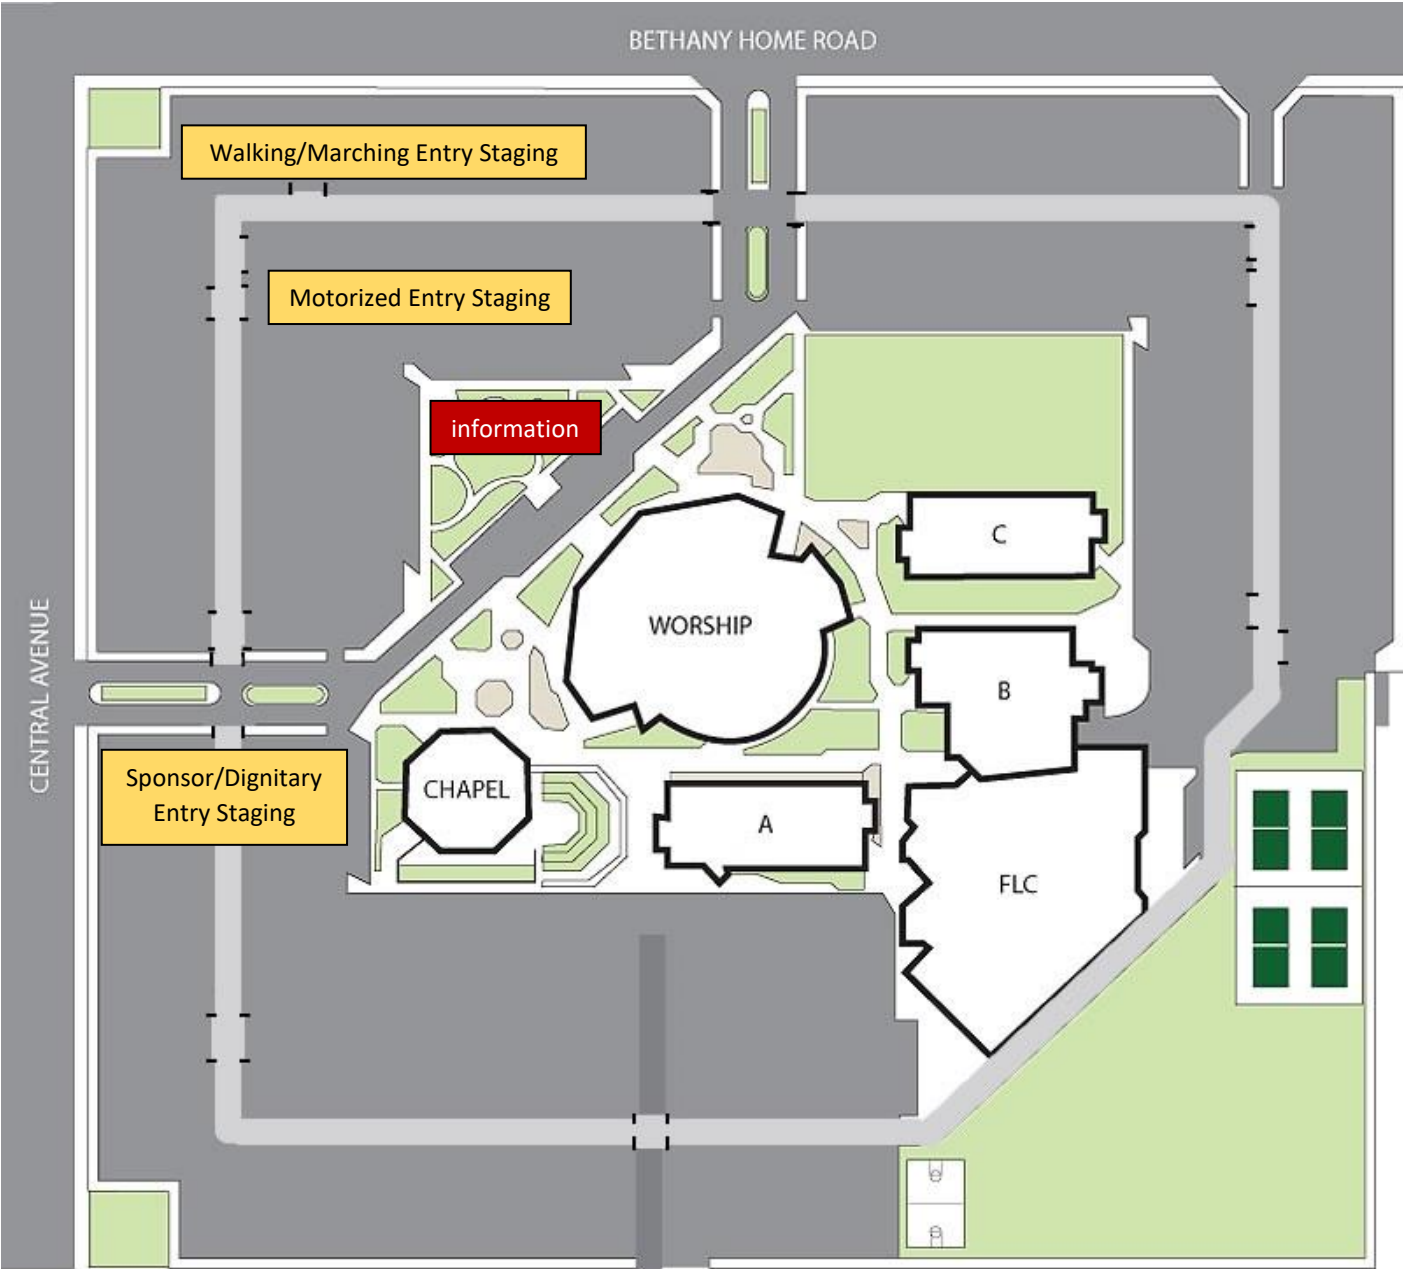 BETHANY HOME ROAD
Walking/Marching Entry Staging
Motorized Entry Staging
information
C
WORSHIP
CENTRAL AVENUE
B
Sponsor/Dignitary
Entry Staging
CHAPEL
A
FLC